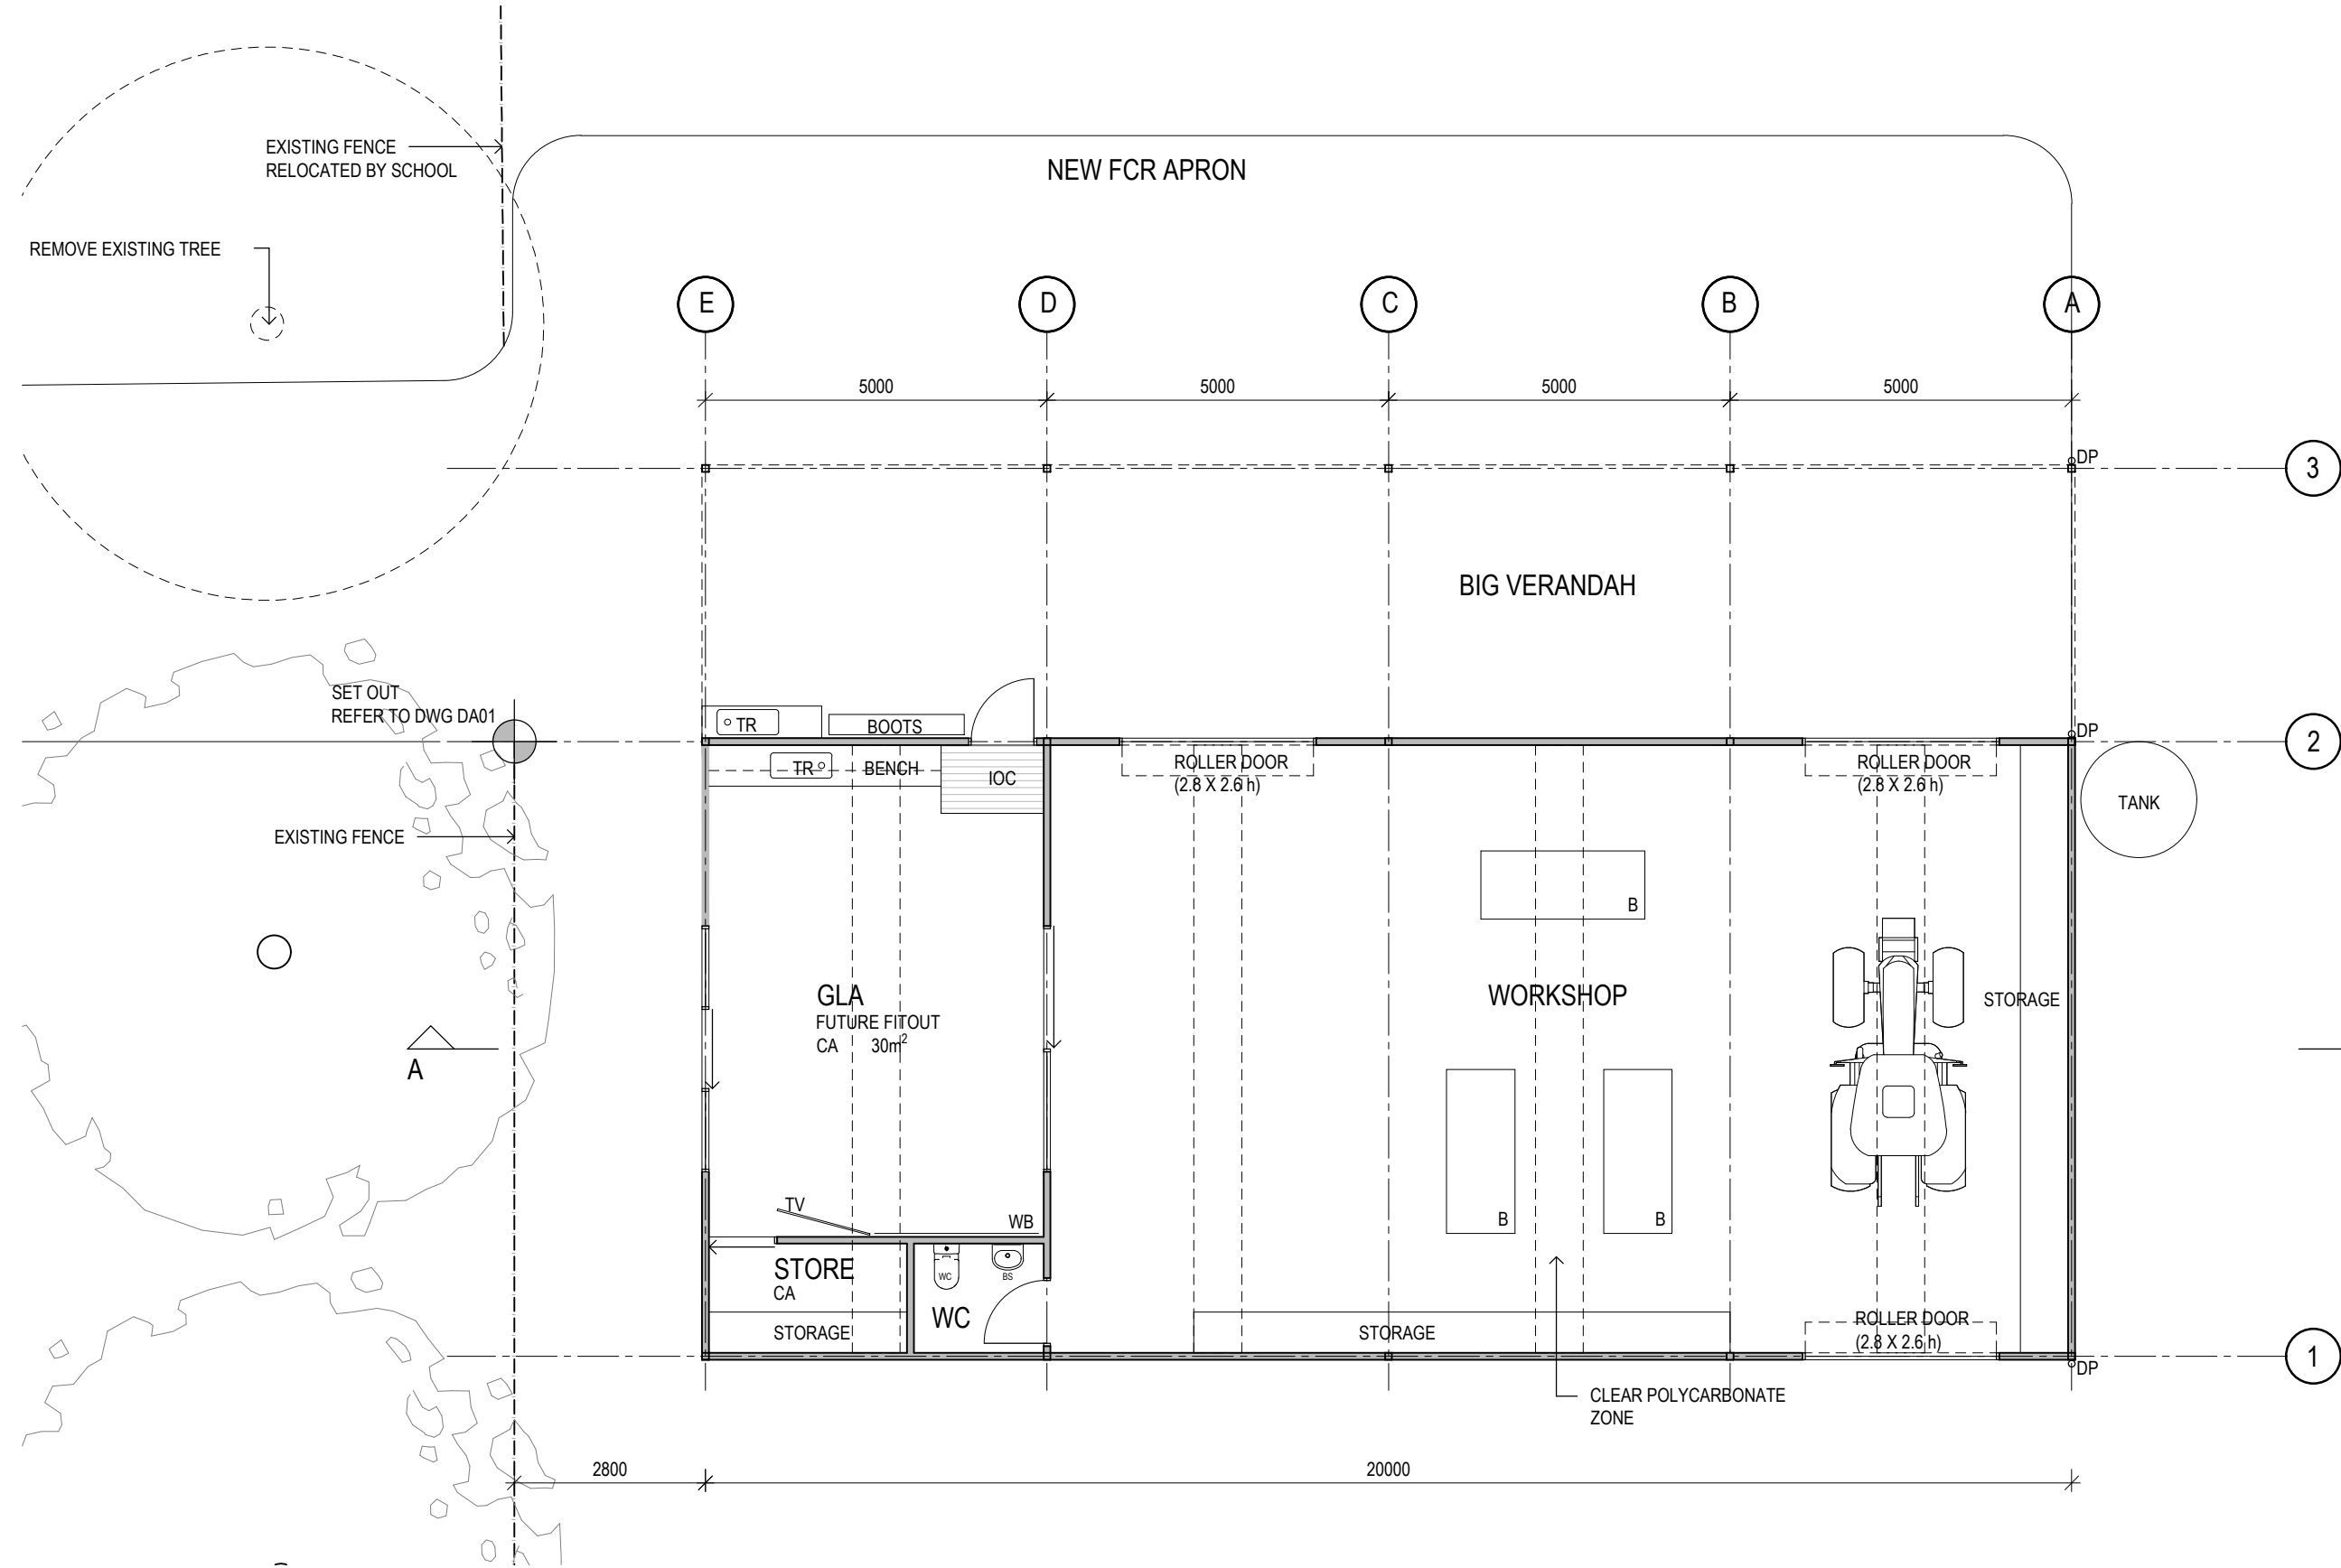 EXISTING FENCE
RELOCATED BY SCHOOL
NEW FCR APRON
REMOVE EXISTING TREE
E
D
C
B
A
5000
5000
5000
5000
DP
3
BIG VERANDAH
SET OUT
REFER TO DWG DA01
TR
BOOTS
DP
2
TR
BENCH
IOC
ROLLER DOOR
(2.8 X 2.6 h)
ROLLER DOOR
(2.8 X 2.6 h)
TANK
EXISTING FENCE
B
GLA
FUTURE FITOUT
CA 30m²
WORKSHOP
STORAGE
A
TV
WB
B
B
STORE
CA
WC
BS
WC
STORAGE
STORAGE
ROLLER DOOR
(2.8 X 2.6 h)
1
DP
CLEAR POLYCARBONATE
ZONE
2800
20000